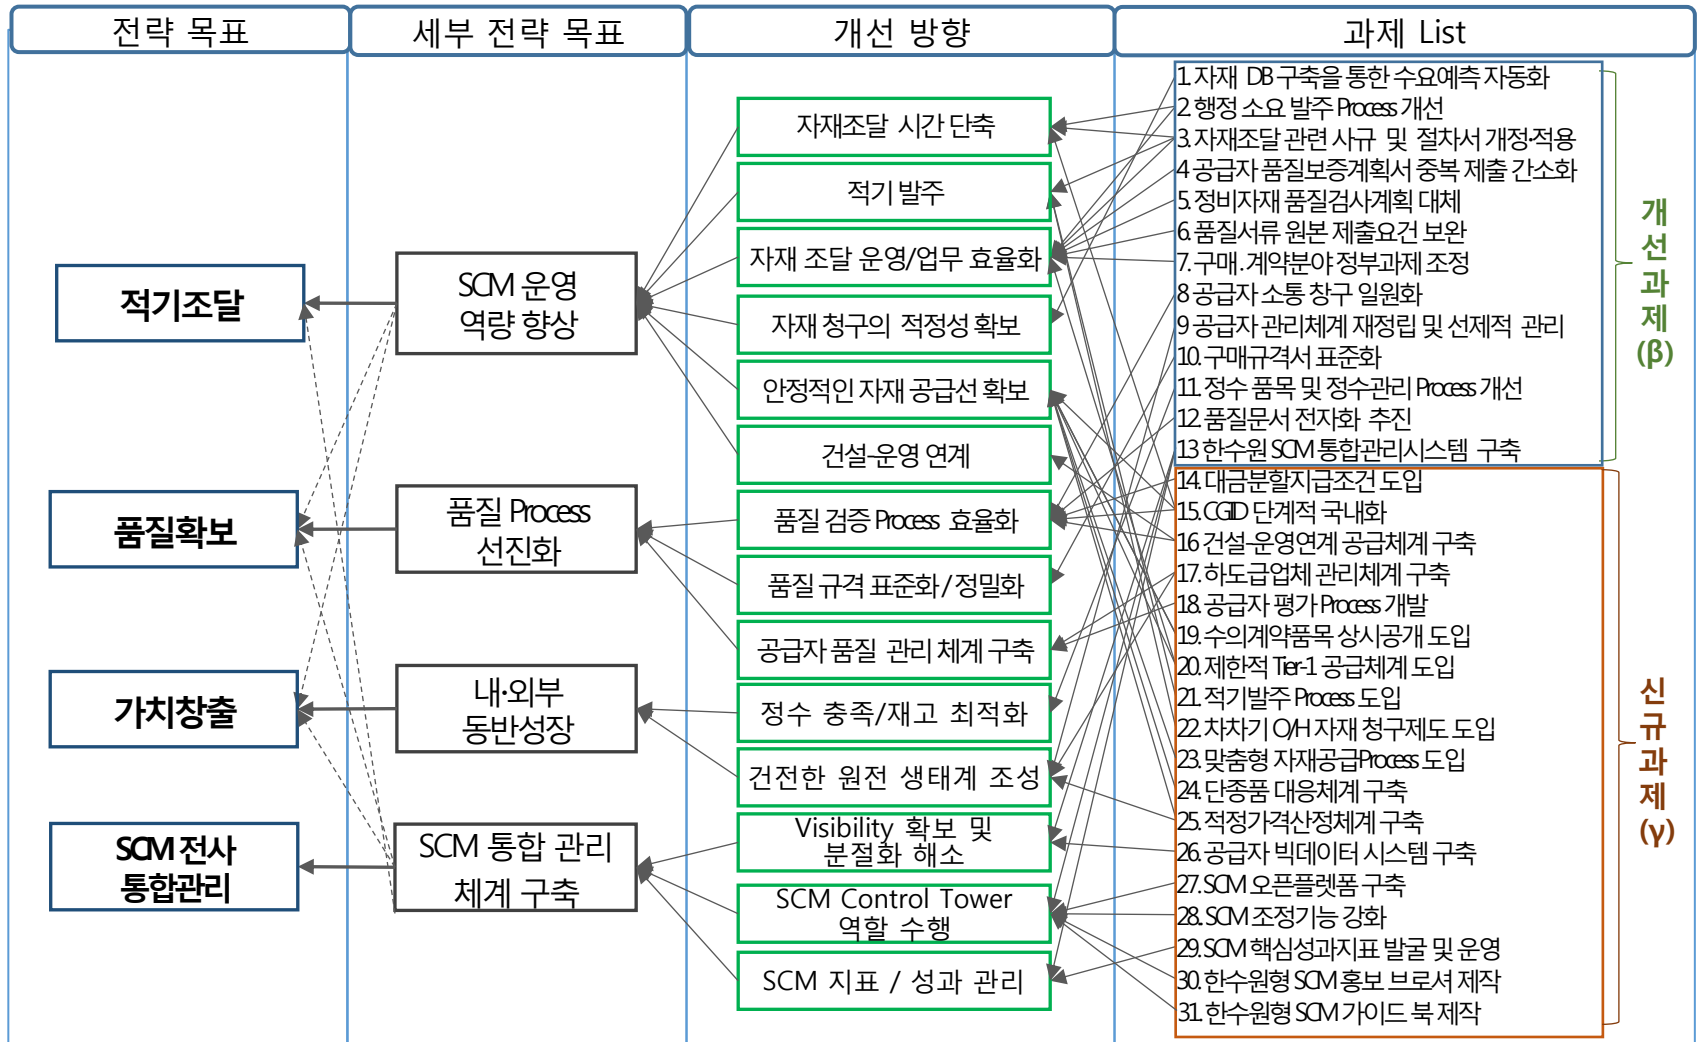 전략 목표
세부 전략 목표
개선 방향
과제 List
적기조달
품질확보
가치창출
SCM 전사
통합관리
SCM 운영
역량 향상
품질 Process
선진화
내·외부
동반성장
SCM 통합 관리
체계 구축
자재조달 시간 단축
적기 발주
자재 조달 운영/업무 효율화
자재 청구의 적정성 확보
안정적인 자재 공급선 확보
건설-운영 연계
품질 검증 Process 효율화
품질 규격 표준화 / 정밀화
공급자 품질 관리 체계 구축
정수 충족/재고 최적화
건전한 원전 생태계 조성
Visibility 확보 및
분절화 해소
SCM Control Tower
역할 수행
SCM 지표 / 성과 관리
1. 자재 DB 구축을 통한 수요예측 자동화
2. 행정 소요 발주 Process 개선
3. 자재조달 관련 사규 및 절차서 개정·적용
4 공급자 품질보증계획서 중복 제출 간소화
5. 정비자재 품질검사계획 대체
6. 품질서류 원본 제출요건 보완
7. 구매.계약분야 정부과제 조정
8 공급자 소통 창구 일원화
9 공급자 관리체계 재정립 및 선제적 관리
10. 구매규격서 표준화
11. 정수 품목 및 정수관리 Process 개선
12. 품질문서 전자화 추진
13 한수원 SCM 통합관리시스템 구축
14. 대금분할지급조건 도입
15. CGID 단계적 국내화
16 건설-운영연계 공급체계 구축
17. 하도급업체 관리체계 구축
18. 공급자 평가 Process 개발
19. 수의계약품목 상시공개 도입
20. 제한적 Tier-1 공급체계 도입
21. 적기발주 Process 도입
22. 차차기 O/H 자재 청구제도 도입
23. 맞춤형 자재공급Process 도입
24. 단종품 대응체계 구축
25. 적정가격산정체계 구축
26. 공급자 빅데이터 시스템 구축
27. SCM 오픈플렛폼 구축
28. SCM 조정기능 강화
29. SCM 핵심성과지표 발굴 및 운영
30. 한수원형 SCM 홍보 브로셔 제작
31. 한수원형 SCM 가이드 북 제작
개
선
과
제
(β)
신
규
과
제
(γ)